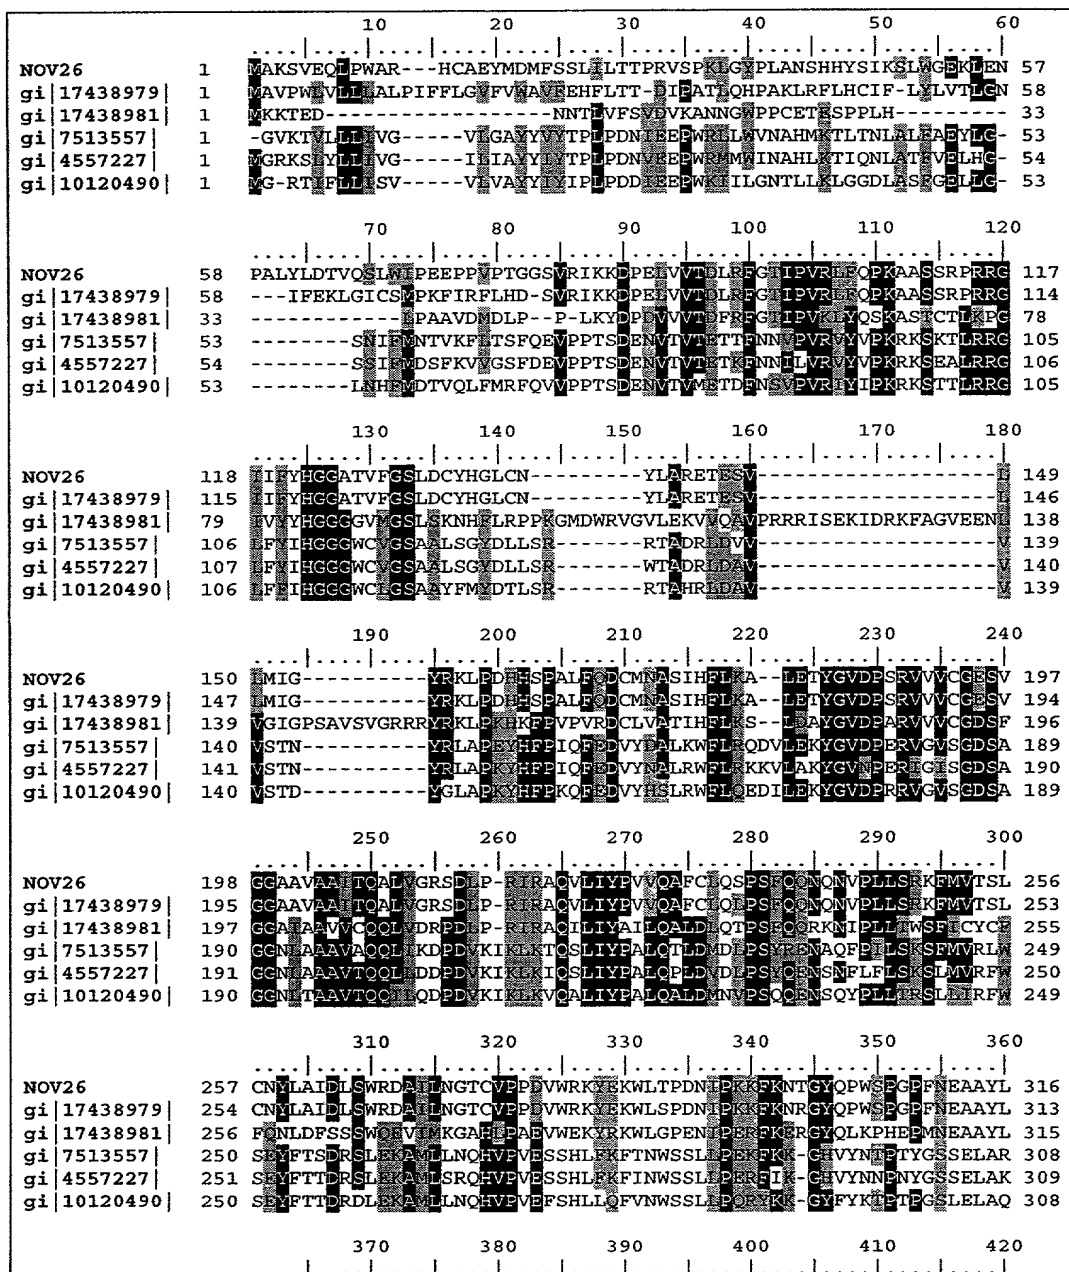 10 20 30 40 50 60
....|....|....|....|....|....|....|....|....|....|....|....|
NOV26 1 MAKSVEQLPWAR---HCAEYMDMFSSLILTTPRVSPKLGYPLANSHHYSIKSLWGEKLEN 57
gi|17438979| 1 MAVPWLVLLLALPIFFLGVFVWAVFEHFLTT-DIPATLQHPAKLRFLHCIF-LYLVTLGN 58
gi|17438981| 1 MKKTED------------------NNTLVFSVDVKANNGWPPCETESPPLH--------- 33
gi|7513557| 1 -GVKTVLLLIVG-----VLGAYYVYTPLPDNIEEPWRLLWVNAHMKTLTNLALFAEYLG- 53
gi|4557227| 1 MGRKSLYLLIVG-----ILIAYYIYTPLPDNVEEPWRMMWINAHLKTIQNLATFVELHG- 54
gi|10120490| 1 MG-RTIFLLISV-----VLVAYYIYIPLPDDIEEPWKIILGNTLLKLGGDLASFGELLG- 53
70 80 90 100 110 120
....|....|....|....|....|....|....|....|....|....|....|....|
NOV26 58 PALYLDTVQSLWIPEEPPVPTGGSVRIKKDPELVVTDLRFGTIPVRLFQPKAASSRPRRG 117
gi|17438979| 58 ---IFEKLGICSMPKFIRFLHD-SVRIKKDPELVVTDLRFGTIPVRLFQPKAASSRPRRG 114
gi|17438981| 33 ------------LPAAVDMDLP--P-LKYDPDVVVTDFRFGTIPVKLYQSKASTCTLKPG 78
gi|7513557| 53 --------SNIFMNTVKFLTSFQEVPPTSDENVTVTETTFNNVPVRVYVPKRKSKTLRRG 105
gi|4557227| 54 --------SSIFMDSFKVVGSFDEVPPTSDENVTVTETKFNNILVRVYVPKRKSEALRRG 106
gi|10120490| 53 --------LNHFMDTVQLFMRFQVVPPTSDENVTVMETDFNSVPVRIYIPKRKSTTLRRG 105
130 140 150 160 170 180
....|....|....|....|....|....|....|....|....|....|....|....|
NOV26 118 IIFYHGGATVFGSLDCYHGLCN---------YLARETESV-------------------L 149
gi|17438979| 115 IIFYHGGATVFGSLDCYHGLCN---------YLARETESV-------------------L 146
gi|17438981| 79 IVYYHGGGGVMGSLSKNHFLRPPKGMDWRVGVLEKVVQAVPRRRISEKIDRKFAGVEENL 138
gi|7513557| 106 LFYIHGGGWCVGSAALSGYDLLSR-------RTADRLDVV-------------------V 139
gi|4557227| 107 LFYIHGGGWCVGSAALSGYDLLSR-------WTADRLDAV-------------------V 140
gi|10120490| 106 LFFIHGGGWCLGSAAYFMYDTLSR-------RTAHRLDAV-------------------V 139
190 200 210 220 230 240
....|....|....|....|....|....|....|....|....|....|....|....|
NOV26 150 LMIG----------YRKLPDHHSPALFQDCMNASIHFLKA--LETYGVDPSRVVVCGESV 197
gi|17438979| 147 LMIG----------YRKLPDHHSPALFQDCMNASIHFLKA--LETYGVDPSRVVVCGESV 194
gi|17438981| 139 VGIGPSAVSVGRRRYRKLPKHKFPVPVRDCLVATIHFLKS--LDAYGVDPARVVVCGDSF 196
gi|7513557| 140 VSTN----------YRLAPEYHFPIQFEDVYDALKWFLRQDVLEKYGVDPERVGVSGDSA 189
gi|4557227| 141 VSTN----------YRLAPKYHFPIQFEDVYNALRWFLRKKVLAKYGVNPERIGISGDSA 190
gi|10120490| 140 VSTD----------YGLAPKYHFPKQFEDVYHSLRWFLQEDILEKYGVDPRRVGVSGDSA 189
250 260 270 280 290 300
....|....|....|....|....|....|....|....|....|....|....|....|
NOV26 198 GGAAVAAITQALVGRSDLP-RIRAQVLIYPVVQAFCLQSPSFQQNQNVPLLSRKFMVTSL 256
gi|17438979| 195 GGAAVAAITQALVGRSDLP-RIRAQVLIYPVVQAFCLQLPSFQQNQNVPLLSRKFMVTSL 253
gi|17438981| 197 GGAIAAVVCQQLVDRPDLP-RIRAQILIYAILQALDLQTPSFQQRKNIPLLTWSFICYCF 255
gi|7513557| 190 GGNLAAAVAQQLIKDPDVKIKLKTQSLIYPALQTLDMDLPSYRENAQFPILSKSFMVRLW 249
gi|4557227| 191 GGNLAAAVTQQLLDDPDVKIKLKIQSLIYPALQPLDVDLPSYQENSNFLFLSKSLMVRFW 250
gi|10120490| 190 GGNLTAAVTQQILQDPDVKIKLKVQALIYPALQALDMNVPSQQENSQYPLLTRSLLIRFW 249
310 320 330 340 350 360
....|....|....|....|....|....|....|....|....|....|....|....|
NOV26 257 CNYLAIDLSWRDAILNGTCVPPDVWRKYEKWLTPDNIPKKFKNTGYQPWSPGPFNEAAYL 316
gi|17438979| 254 CNYLAIDLSWRDAILNGTCVPPDVWRKYEKWLSPDNIPKKFKNRGYQPWSPGPFNEAAYL 313
gi|17438981| 256 FQNLDFSSSWQEVIMKGAHLPAEVWEKYRKWLGPENIPERFKERGYQLKPHEPMNEAAYL 315
gi|7513557| 250 SEYFTSDRSLEKAMLLNQHVPVESSHLFKFTNWSSLLPEKFKK-GHVYNTPTYGSSELAR 308
gi|4557227| 251 SEYFTTDRSLEKAMLSRQHVPVESSHLFKFINWSSLLPERFIK-GHVYNNPNYGSSELAK 309
gi|10120490| 250 SEYFTTDRDLEKAMLLNQHVPVEFSHLLQFVNWSSLLPQRYKK-GYFYKTPTPGSLELAQ 308
370 380 390 400 410 420